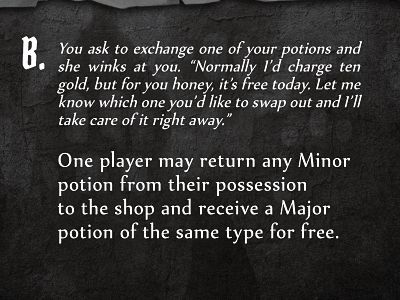 B. You ask to exchange one of your potions and
she winks at you. “Normally I’d charge ten
gold, but for you honey, it’s free today. Let me
know which one you’d like to swap out and I’ll
take care of it right away.”
One player may return any Minor
potion from their possession
to the shop and receive a Major
potion of the same type for free.